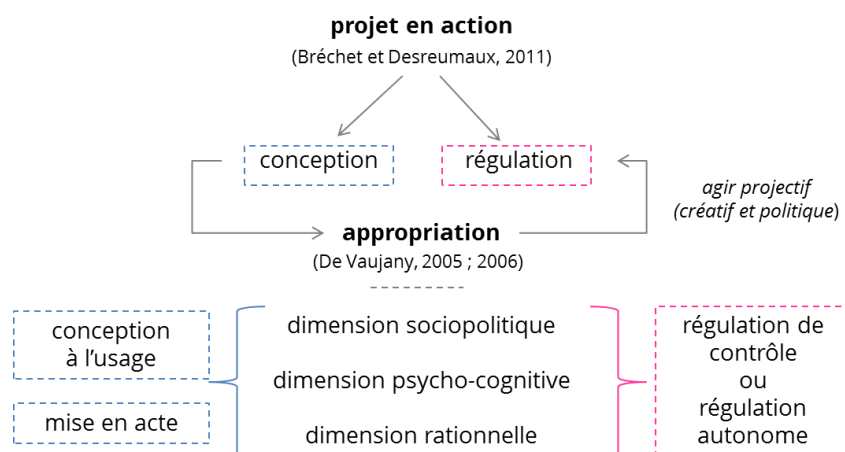 projet en action
(Bréchet et Desreumaux, 2011)
conception
régulation
agir projectif
(créatif et politique)
appropriation
(De Vaujany, 2005 ; 2006)
conception
à l’usage
mise en acte
dimension sociopolitique
dimension psycho-cognitive
dimension rationnelle
régulation de
contrôle
ou
régulation
autonome